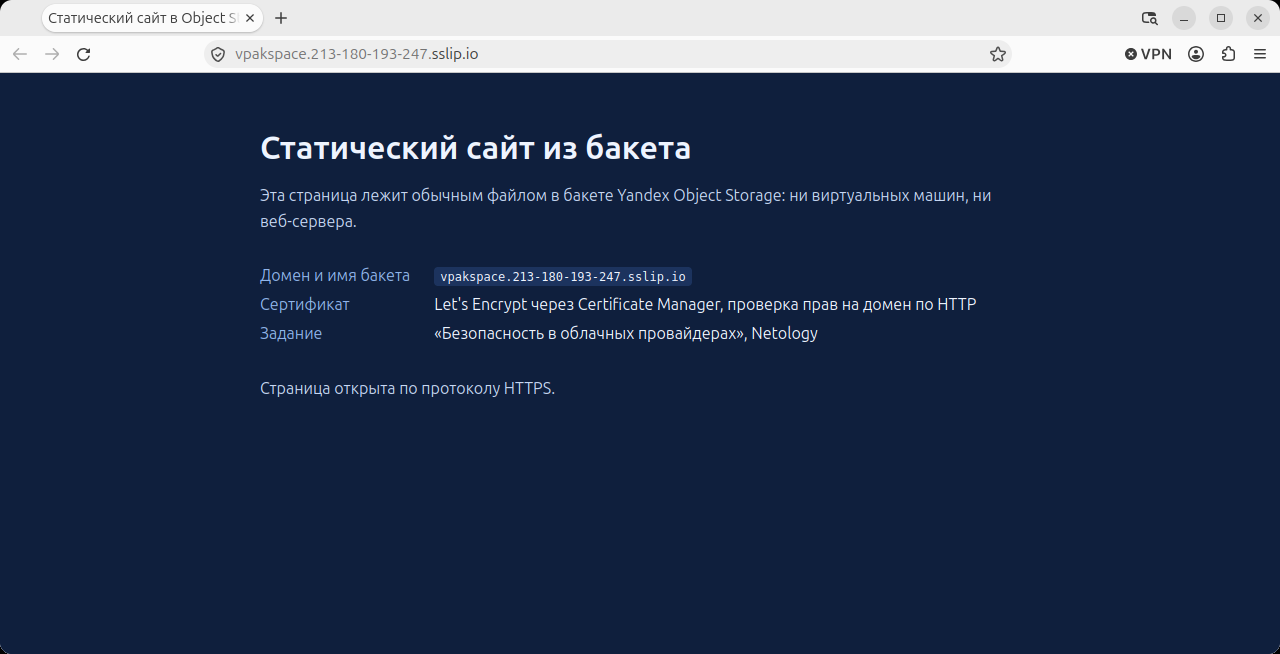 Статический сайт в Object S
vpakspace.213-180-193-247.sslip.io
VPN
Статический сайт из бакета
Эта страница лежит обычным файлом в бакете Yandex Object Storage: ни виртуальных машин, ни
веб-сервера.
Домен и имя бакета vpakspace.213-180-193-247.sslip.io
Сертификат Let's Encrypt через Certificate Manager, проверка прав на домен по HTTP
Задание «Безопасность в облачных провайдерах», Netology
Страница открыта по протоколу HTTPS.